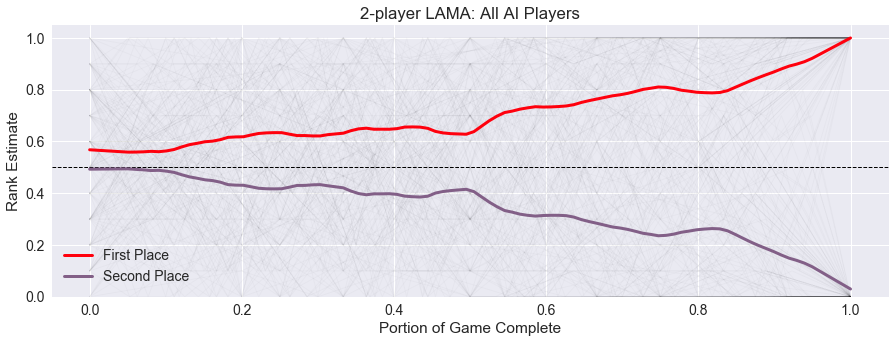 2-player LAMA: All AI Players
1.0
0.8
0.6
0.4
0.2
0.0
Rank Estimate
First Place
Second Place
0.0 0.2 0.4 0.6 0.8 1.0
Portion of Game Complete